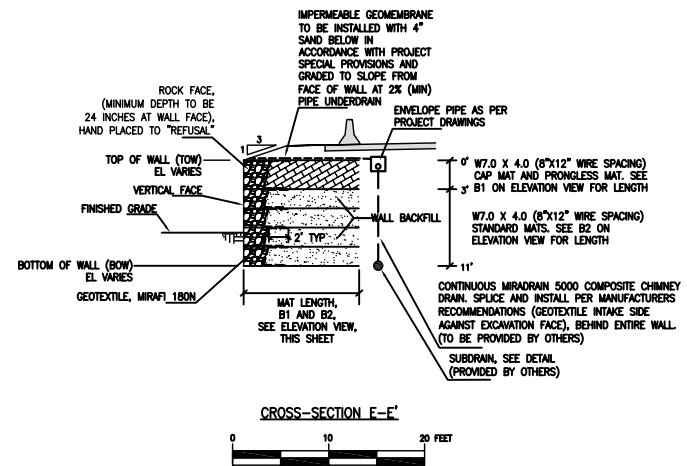 IMPERMEABLE GEOMEMBRANE
TO BE INSTALLED WITH 4"
SAND BELOW IN
ACCORDANCE WITH PROJECT
SPECIAL PROVISIONS AND
GRADED TO SLOPE FROM
FACE OF WALL AT 2% (MIN)
PIPE UNDERDRAIN
ROCK FACE,
(MINIMUM DEPTH TO BE
24 INCHES AT WALL FACE),
HAND PLACED TO "REFUSAL"
ENVELOPE PIPE AS PER
PROJECT DRAWINGS
3
1
TOP OF WALL (TOW)
EL VARIES
VERTICAL FACE
FINISHED GRADE
BOTTOM OF WALL (BOW)
EL VARIES
GEOTEXTILE, MIRAFI 180N
WALL BACKFILL
2' TYP
0'
W7.0 X 4.0 (8"X12" WIRE SPACING)
CAP MAT AND PRONGLESS MAT. SEE
B1 ON ELEVATION VIEW FOR LENGTH
3'
W7.0 X 4.0 (8"X12" WIRE SPACING)
STANDARD MATS. SEE B2 ON
ELEVATION VIEW FOR LENGTH
11'
MAT LENGTH,
B1 AND B2,
SEE ELEVATION VIEW,
THIS SHEET
CONTINUOUS MIRADRAIN 5000 COMPOSITE CHIMNEY
DRAIN. SPLICE AND INSTALL PER MANUFACTURERS
RECOMMENDATIONS (GEOTEXTILE INTAKE SIDE
AGAINST EXCAVATION FACE), BEHIND ENTIRE WALL.
(TO BE PROVIDED BY OTHERS)
SUBDRAIN, SEE DETAIL
(PROVIDED BY OTHERS)
CROSS-SECTION E-E'
0 10 20 FEET